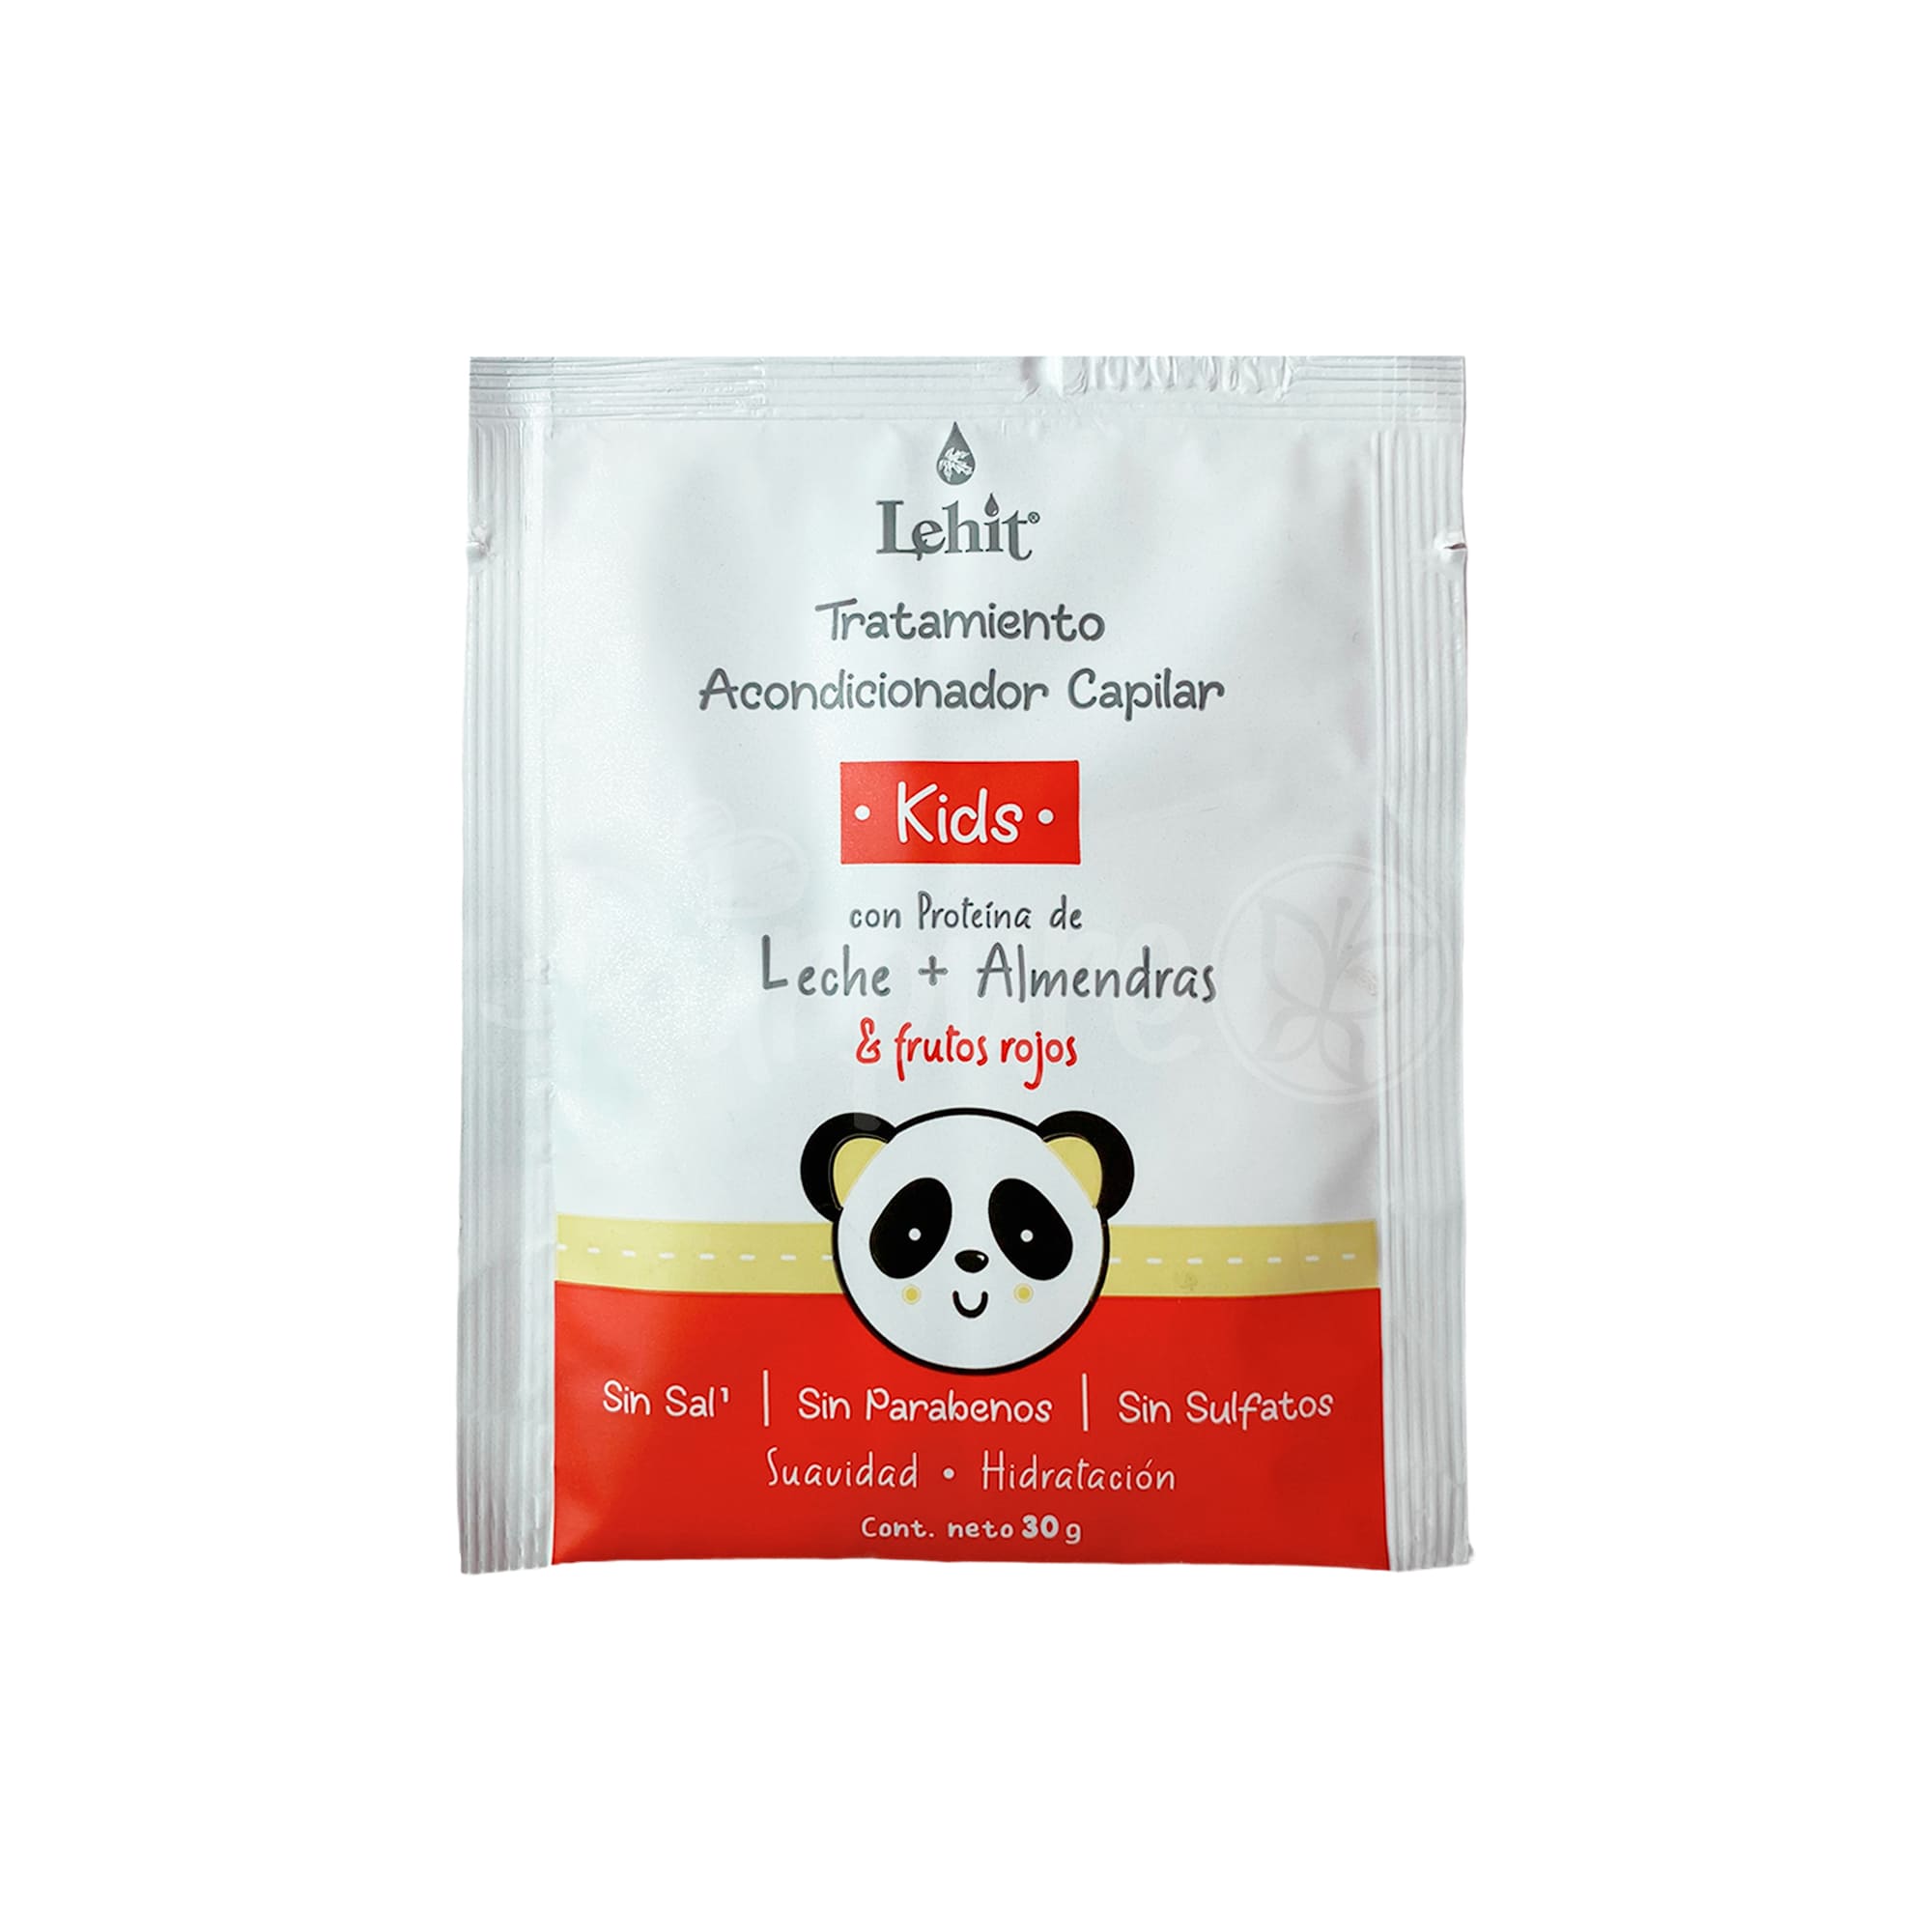 Lehit®
Tratamiento
Acondicionador Capilar
• Kids •
con Proteína de
Leche + Almendras
& frutos rojos
Sin Sal¹ | Sin Parabenos | Sin Sulfatos
Suavidad • Hidratación
Cont. neto 30 g